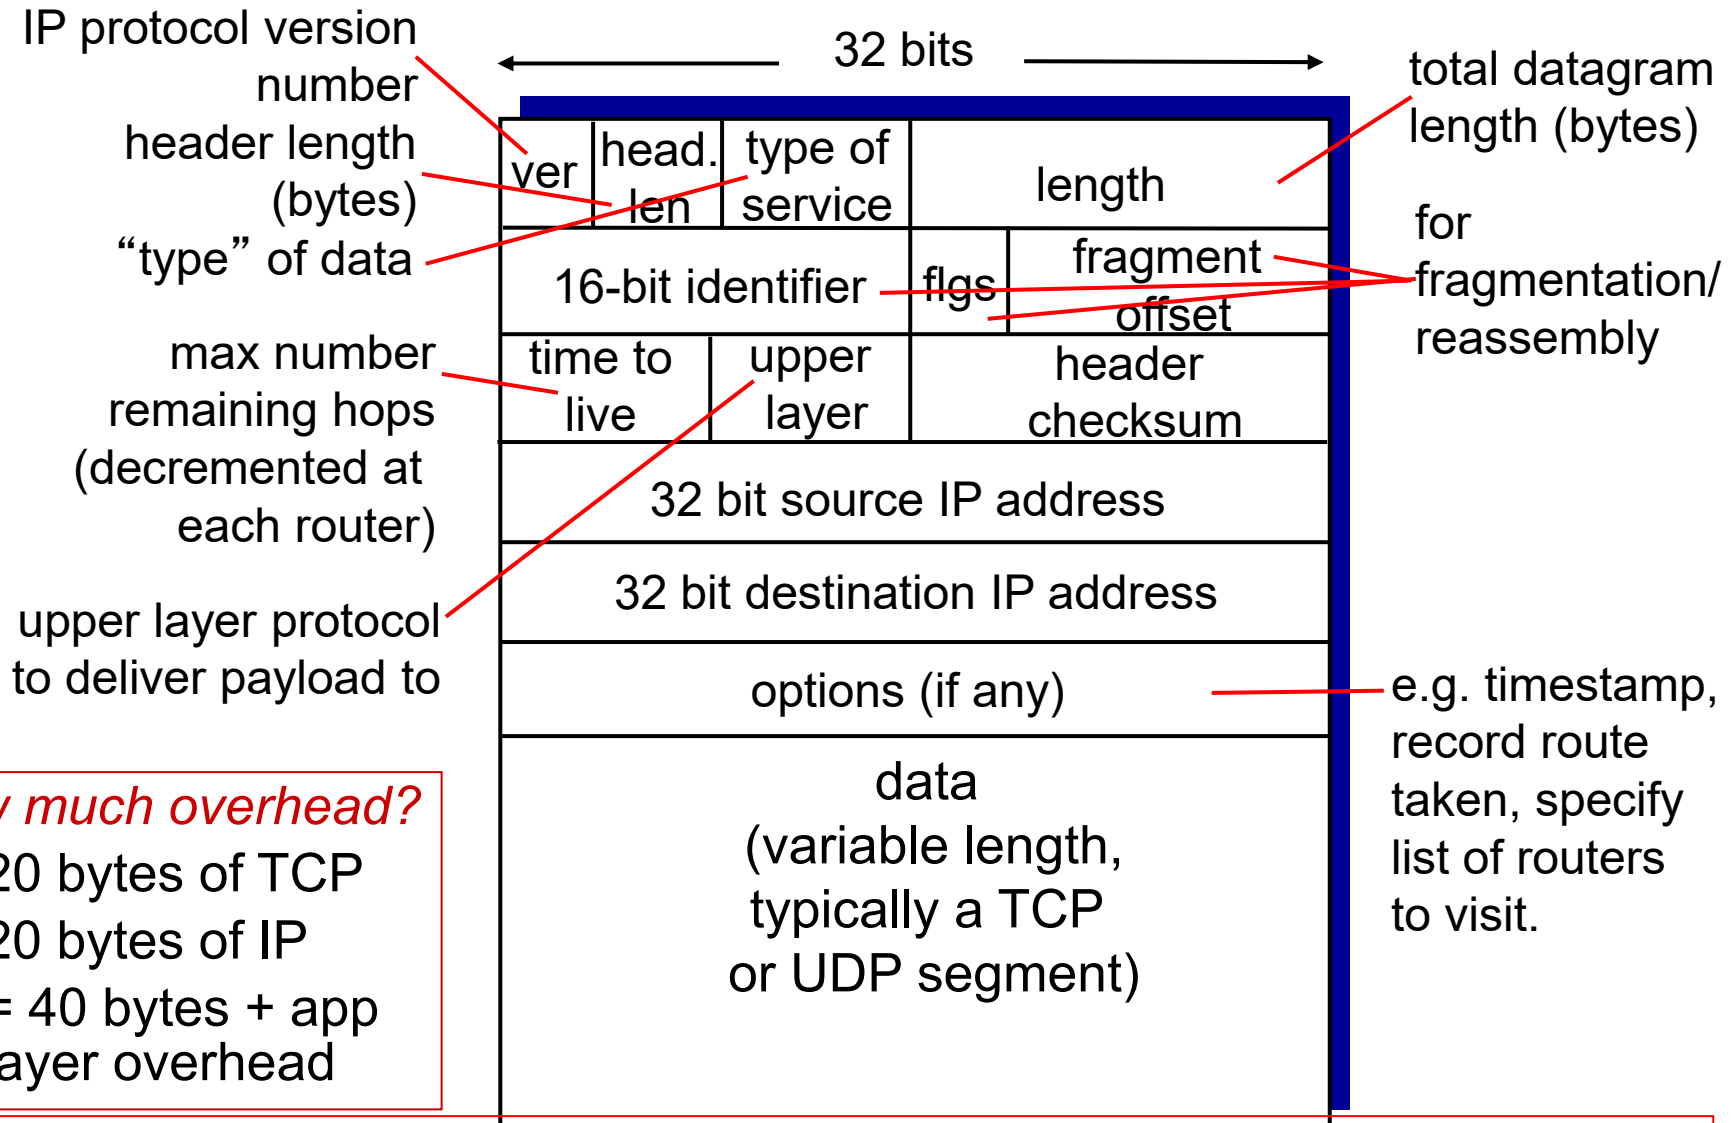 IP protocol version
number
header length
(bytes)
“type” of data
max number
remaining hops
(decremented at
each router)
upper layer protocol
to deliver payload to
much overhead?
20 bytes of TCP
20 bytes of IP
= 40 bytes + app
ayer overhead
32 bits
ver
head.
len
type of
service
length
16-bit identifier
flgs
fragment
offset
time to
live
upper
layer
header
checksum
32 bit source IP address
32 bit destination IP address
options (if any)
data
(variable length,
typically a TCP
or UDP segment)
total datagram
length (bytes)
for
fragmentation/
reassembly
e.g. timestamp,
record route
taken, specify
list of routers
to visit.